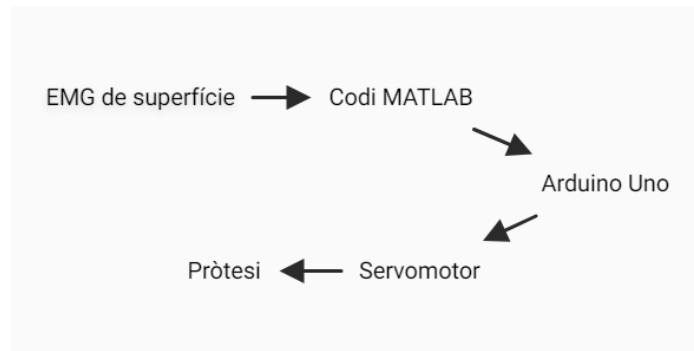 EMG de superfície
Codi MATLAB
Arduino Uno
Servomotor
Pròtesi